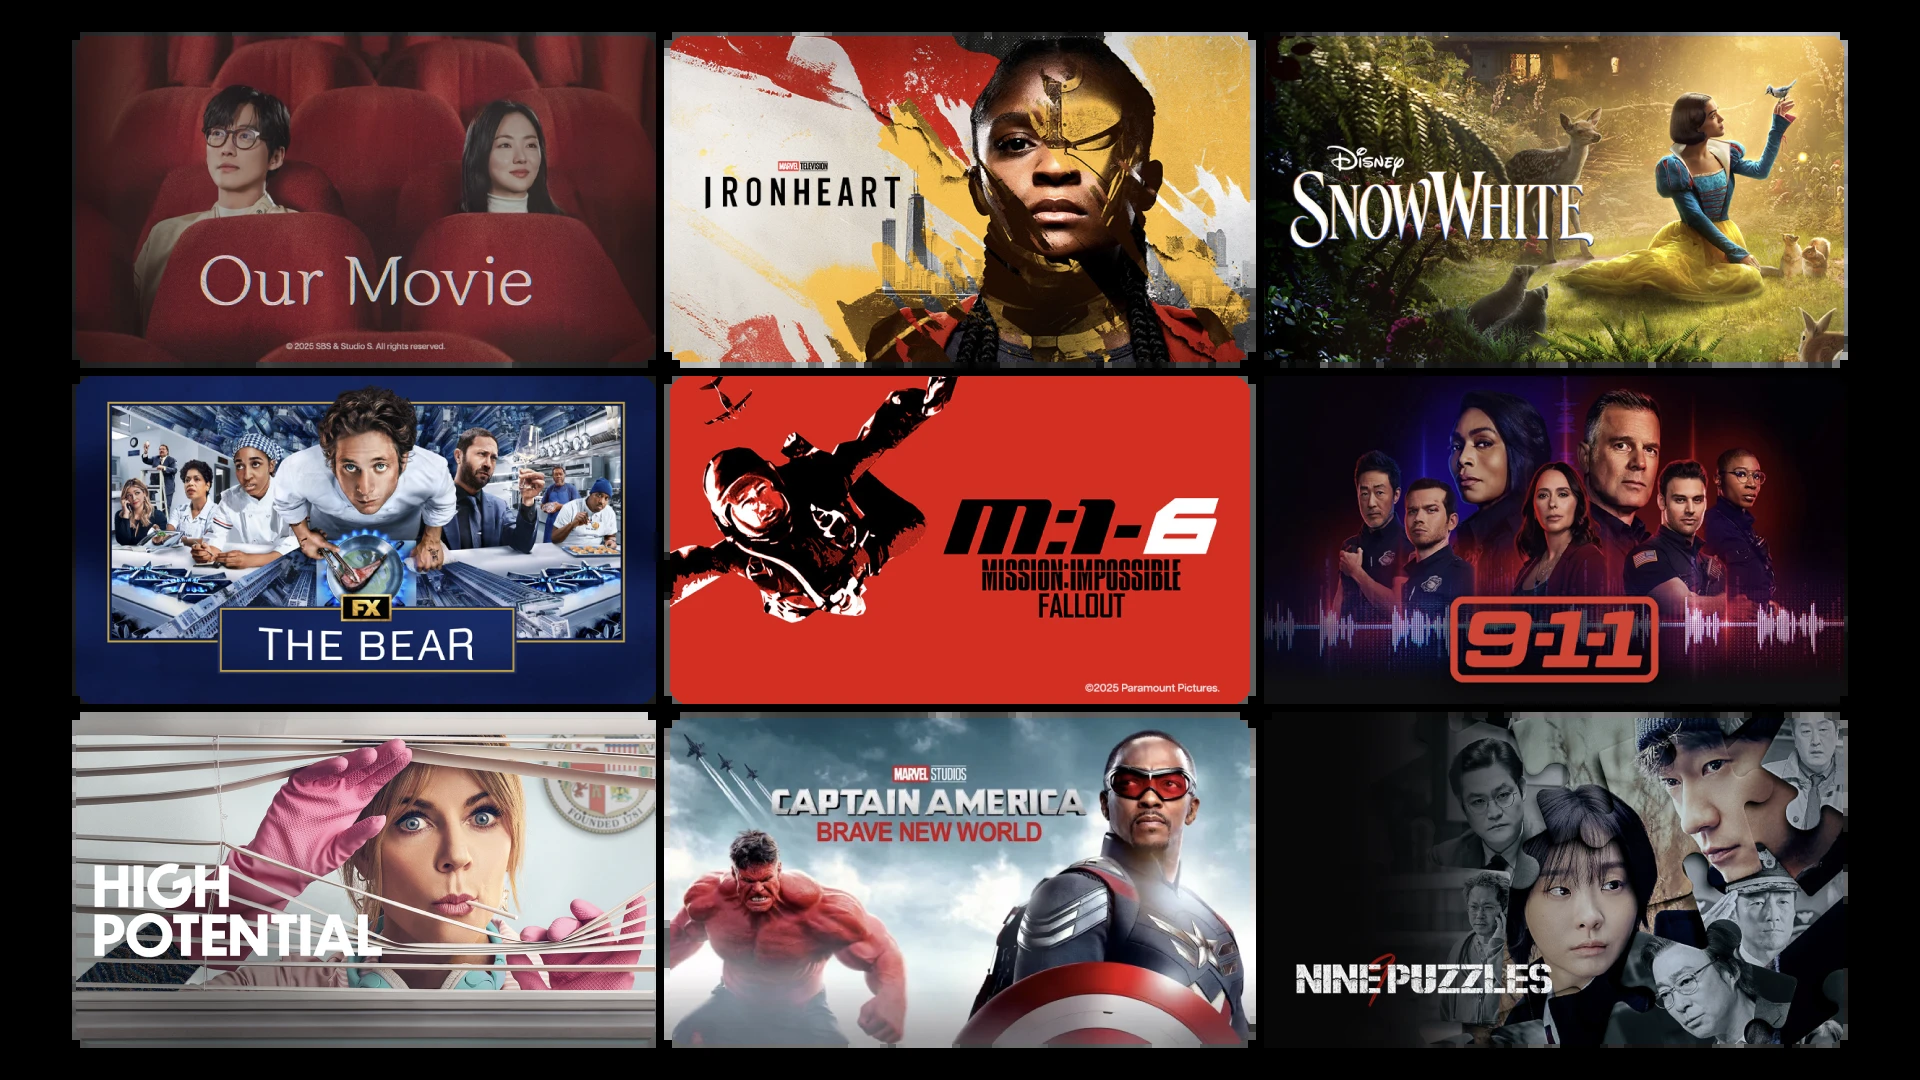 Our Movie
© 2025 SBS & Studio S. All rights reserved.
MARVEL TELEVISION
IRONHEART
DISNEY
SNOW WHITE
FX
THE BEAR
M:I-6
MISSION:IMPOSSIBLE
FALLOUT
©2025 Paramount Pictures.
9-1-1
FOUNDED 1781
HIGH
POTENTIAL
MARVEL STUDIOS
CAPTAIN AMERICA
BRAVE NEW WORLD
NINE PUZZLES